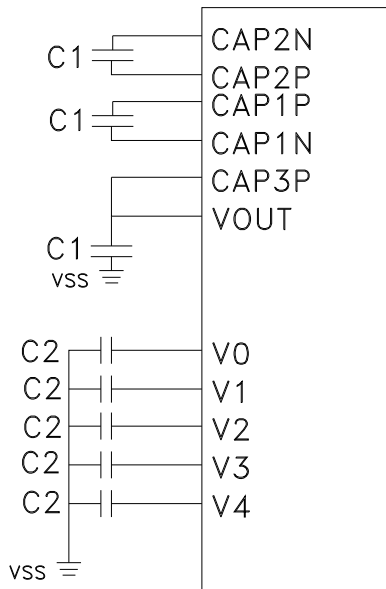 CAP2N
C1
CAP2P
CAP1P
C1
CAP1N
CAP3P
VOUT
C1
VSS
C2 V0
C2 V1
C2 V2
C2 V3
C2 V4
VSS